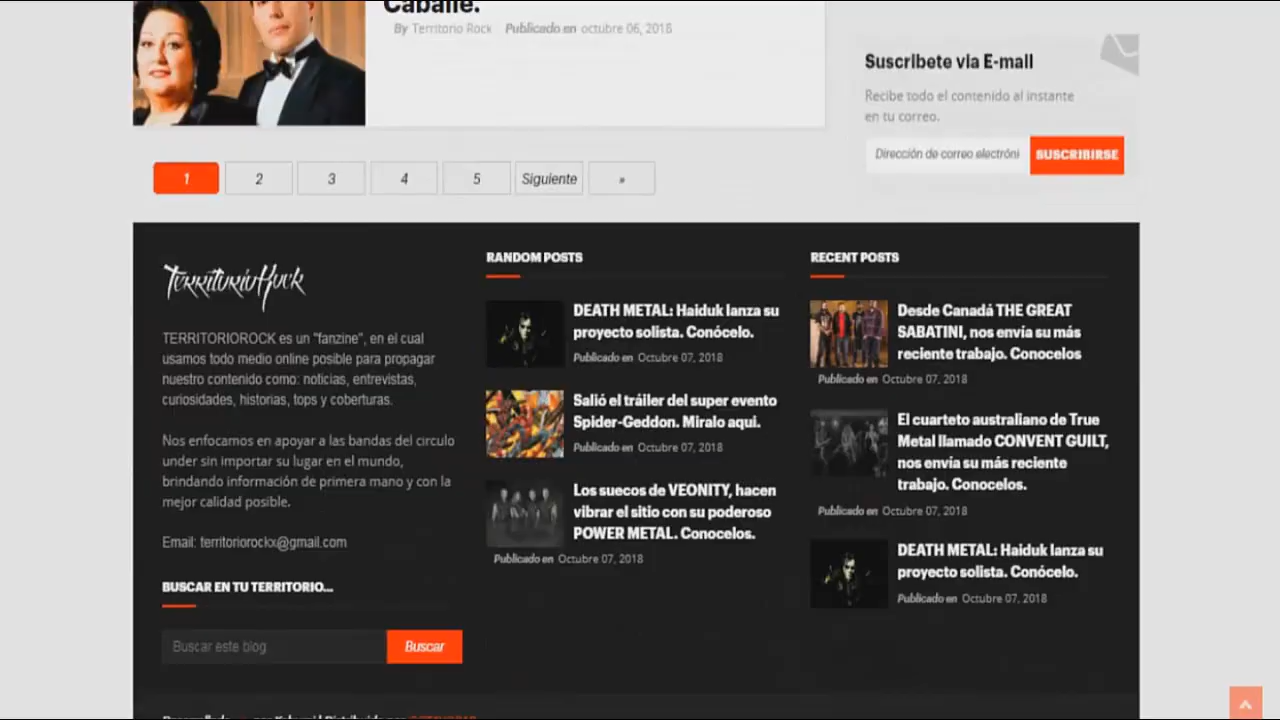 Caballé.
By Territorio Rock Publicado en octubre 06, 2018
Suscribete via E-mail
Recibe todo el contenido al instante
en tu correo.
Dirección de correo electróni
SUSCRIBIRSE
1 2 3 4 5 Siguiente »
TerritorioRock
TERRITORIOROCK es un "fanzine", en el cual
usamos todo medio online posible para propagar
nuestro contenido como: noticias, entrevistas,
curiosidades, historias, tops y coberturas.
Nos enfocamos en apoyar a las bandas del circulo
under sin importar su lugar en el mundo,
brindando información de primera mano y con la
mejor calidad posible.
Email: territoriorockx@gmail.com
BUSCAR EN TU TERRITORIO...
Buscar este blog
Buscar
RANDOM POSTS
DEATH METAL: Haiduk lanza su
proyecto solista. Conócelo.
Publicado en Octubre 07, 2018
Salió el tráiler del super evento
Spider-Geddon. Miralo aqui.
Publicado en Octubre 07, 2018
Los suecos de VEONITY, hacen
vibrar el sitio con su poderoso
POWER METAL. Conocelos.
Publicado en Octubre 07, 2018
RECENT POSTS
Desde Canadá THE GREAT
SABATINI, nos envia su más
reciente trabajo. Conocelos
Publicado en Octubre 07, 2018
El cuarteto australiano de True
Metal llamado CONVENT GUILT,
nos envia su más reciente
trabajo. Conocelos.
Publicado en Octubre 07, 2018
DEATH METAL: Haiduk lanza su
proyecto solista. Conócelo.
Publicado en Octubre 07, 2018